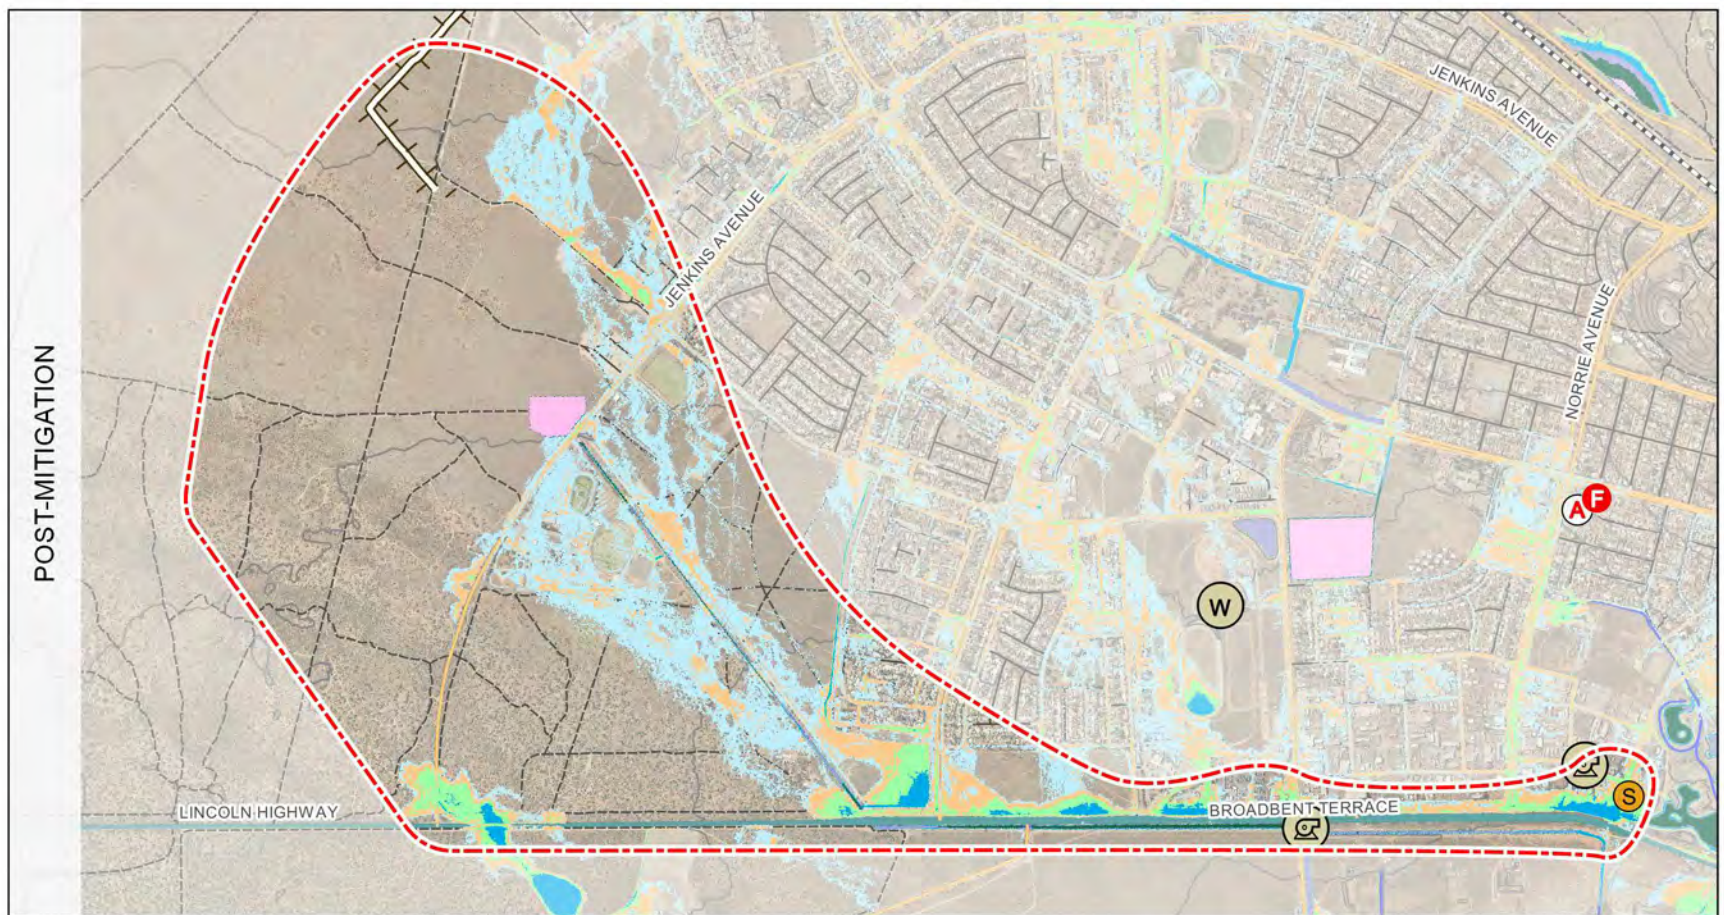 POST-MITIGATION
JENKINS AVENUE
JENKINS AVENUE
NORRIE AVENUE
A
F
W
S
LINCOLN HIGHWAY
BROADBENT TERRACE